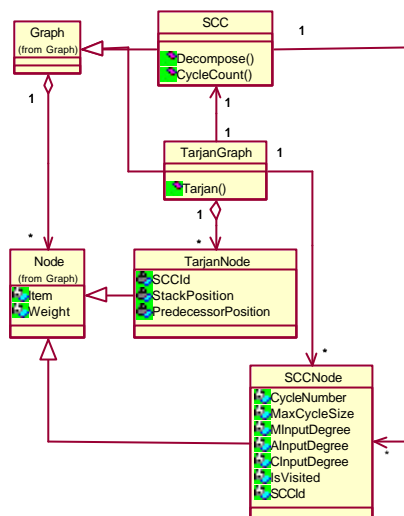 Graph
(from Graph)
SCC
Decompose()
CycleCount()
1
1
1
1
TarjanGraph
Tarjan()
1
1
*
*
Node
(from Graph)
Item
Weight
TarjanNode
SCCId
StackPosition
PredecessorPosition
*
SCCNode
CycleNumber
MaxCycleSize
MInputDegree
AInputDegree
CInputDegree
IsVisited
SCCId
*